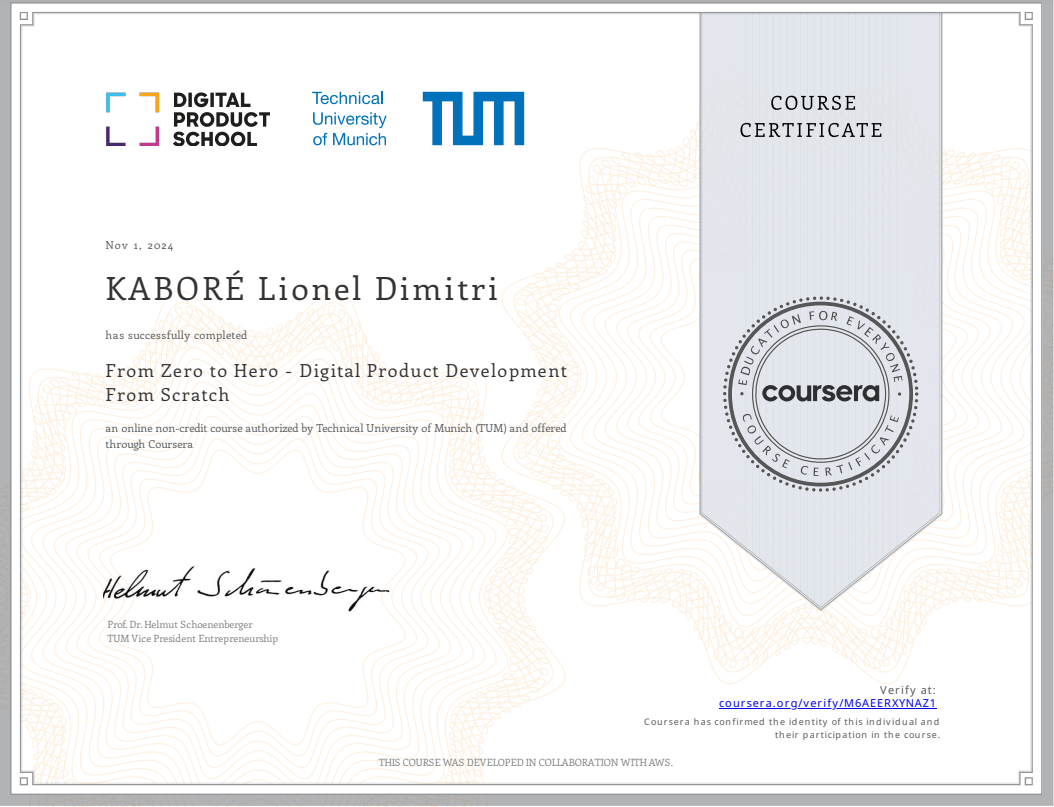 DIGITAL
PRODUCT
SCHOOL
Technical
University
of Munich
TUM
COURSE
CERTIFICATE
Nov 1, 2024
KABORÉ Lionel Dimitri
has successfully completed
From Zero to Hero - Digital Product Development
From Scratch
an online non-credit course authorized by Technical University of Munich (TUM) and offered
through Coursera
EDUCATION FOR EVERYONE
coursera
COURSE CERTIFICATE
Helmut Schönenberger
Prof. Dr. Helmut Schoenenberger
TUM Vice President Entrepreneurship
Verify at:
coursera.org/verify/M6AEERXYNAZ1
Coursera has confirmed the identity of this individual and
their participation in the course.
THIS COURSE WAS DEVELOPED IN COLLABORATION WITH AWS.